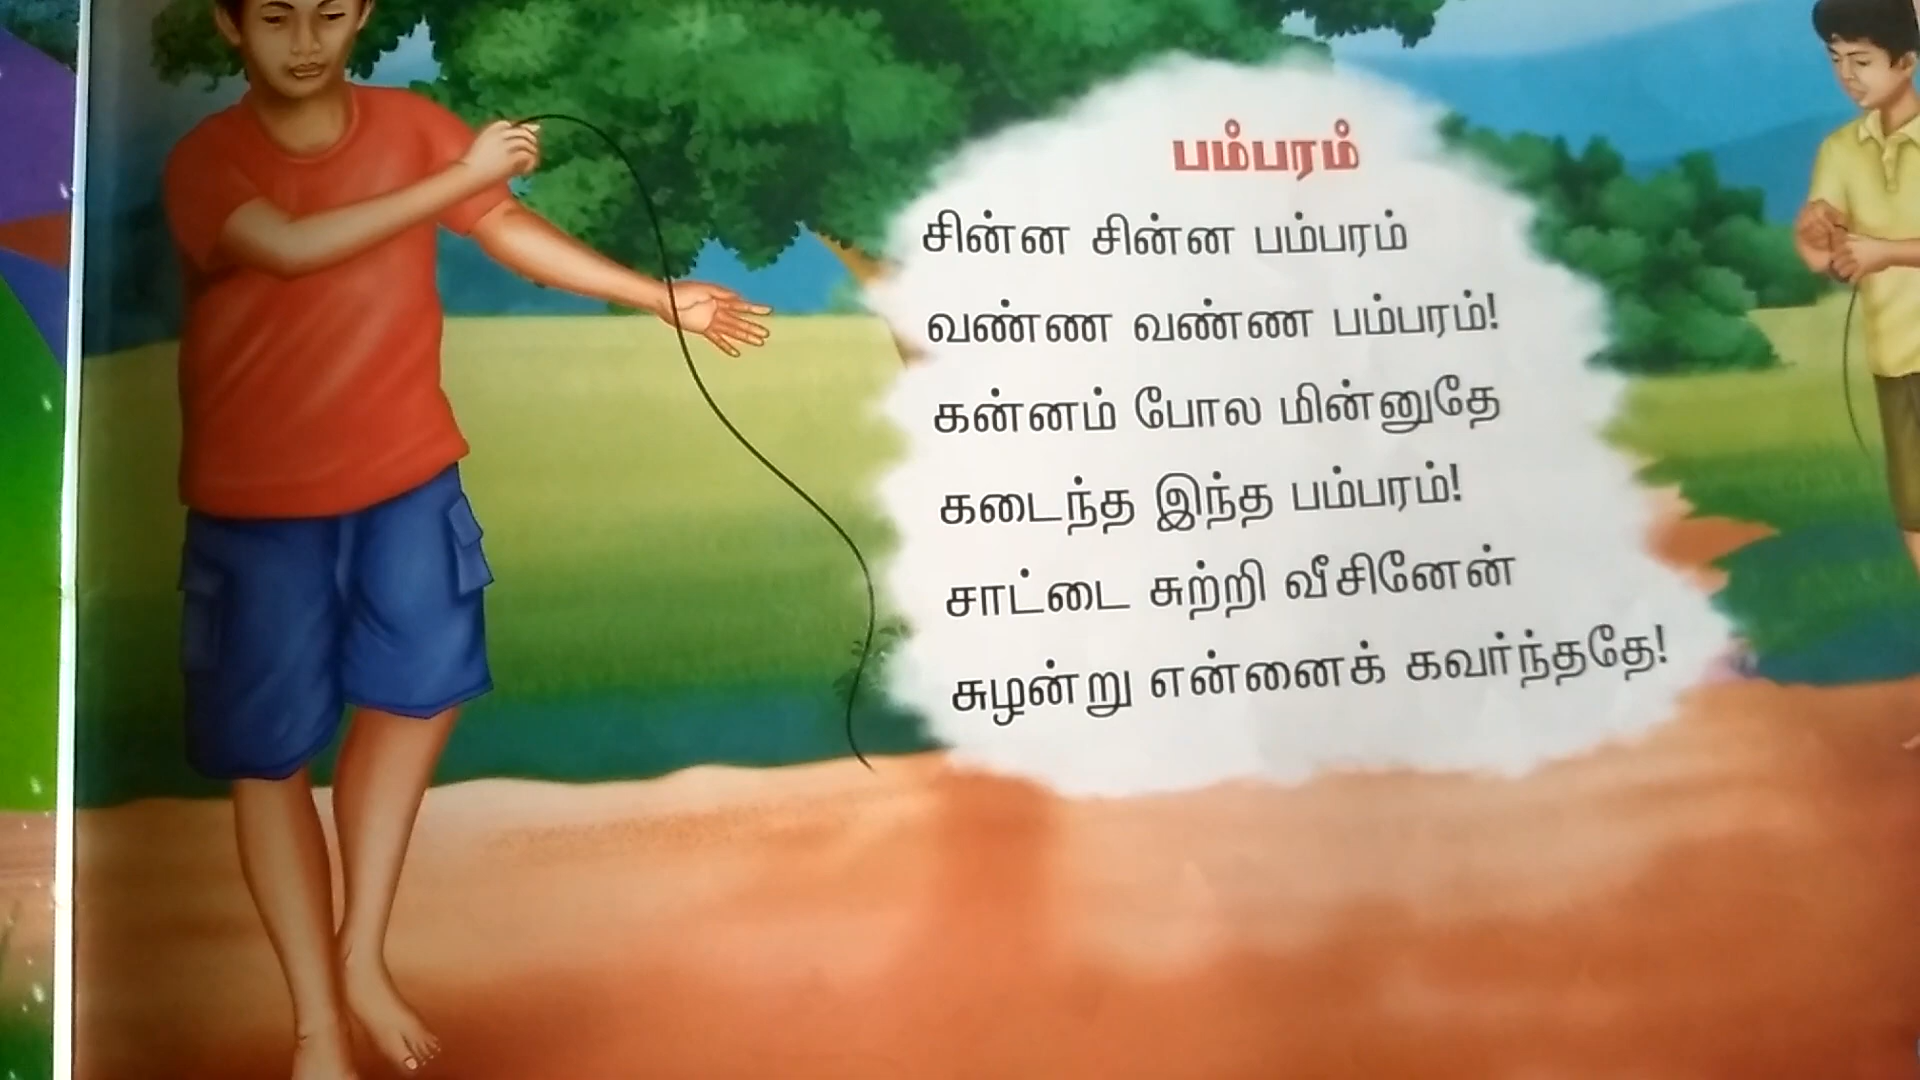 பம்பரம்
சின்ன சின்ன பம்பரம்
வண்ண வண்ண பம்பரம்!
கன்னம் போல மின்னுதே
கடைந்த இந்த பம்பரம்!
சாட்டை சுற்றி வீசினேன்
சுழன்று என்னைக் கவர்ந்ததே!